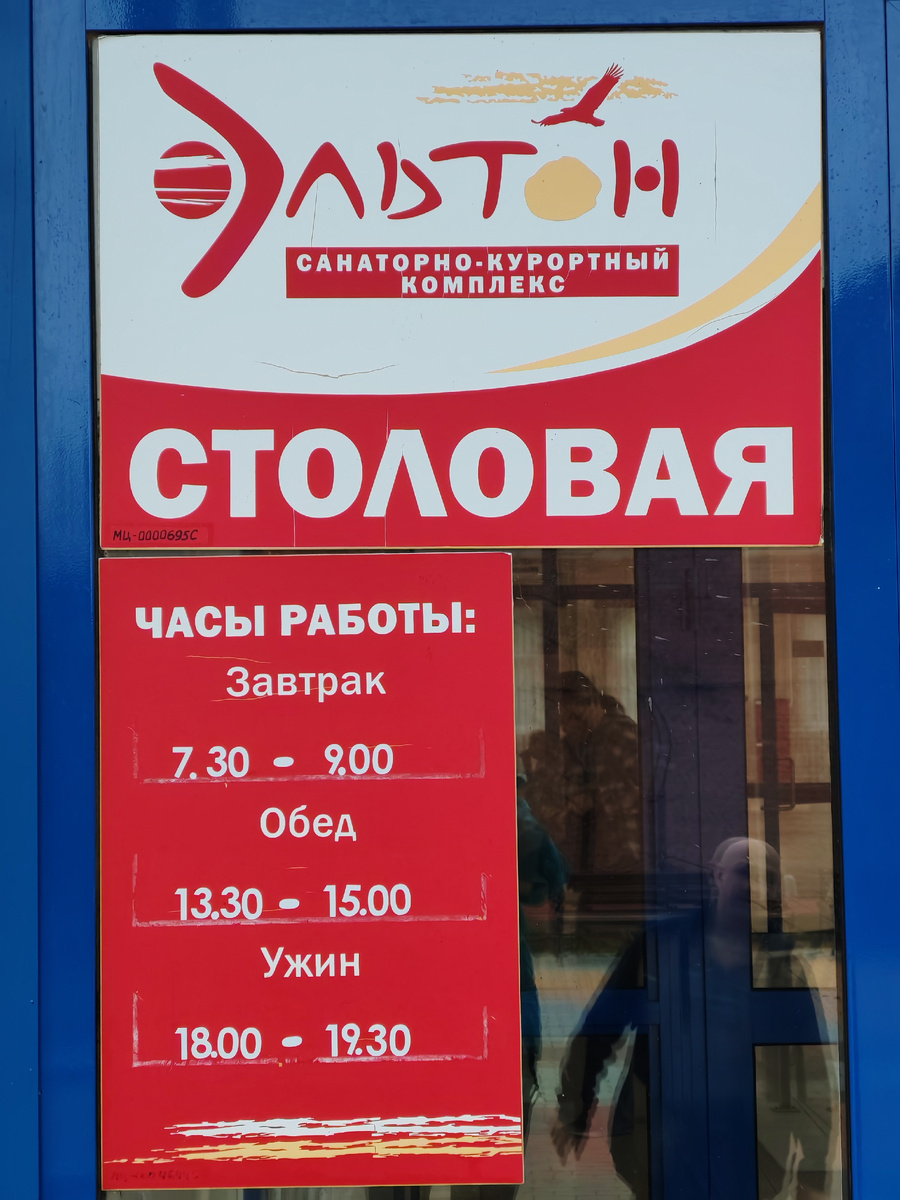 ЭЛЬТОН
САНАТОРНО-КУРОРТНЫЙ
КОМПЛЕКС
СТОЛОВАЯ
МЦ-0000695С
ЧАСЫ РАБОТЫ:
Завтрак
7.30 - 9.00
Обед
13.30 - 15.00
Ужин
18.00 - 19.30